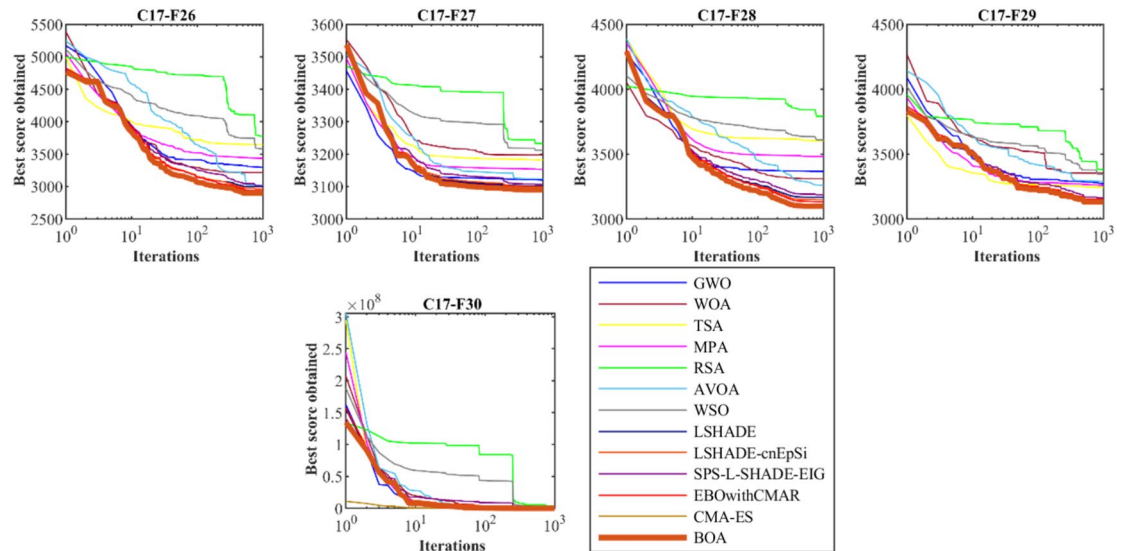 C17-F26
Best score obtained
5500
5000
4500
4000
3500
3000
2500
10^0 10^1 10^2 10^3
Iterations
C17-F27
Best score obtained
3600
3500
3400
3300
3200
3100
3000
10^0 10^1 10^2 10^3
Iterations
C17-F28
Best score obtained
4500
4000
3500
3000
10^0 10^1 10^2 10^3
Iterations
C17-F29
Best score obtained
4500
4000
3500
3000
10^0 10^1 10^2 10^3
Iterations
C17-F30
×10^8
Best score obtained
3
2.5
2
1.5
1
0.5
0
10^0 10^1 10^2 10^3
Iterations
GWO
WOA
TSA
MPA
RSA
AVOA
WSO
LSHADE
LSHADE-cnEpSi
SPS-L-SHADE-EIG
EBOwithCMAR
CMA-ES
BOA